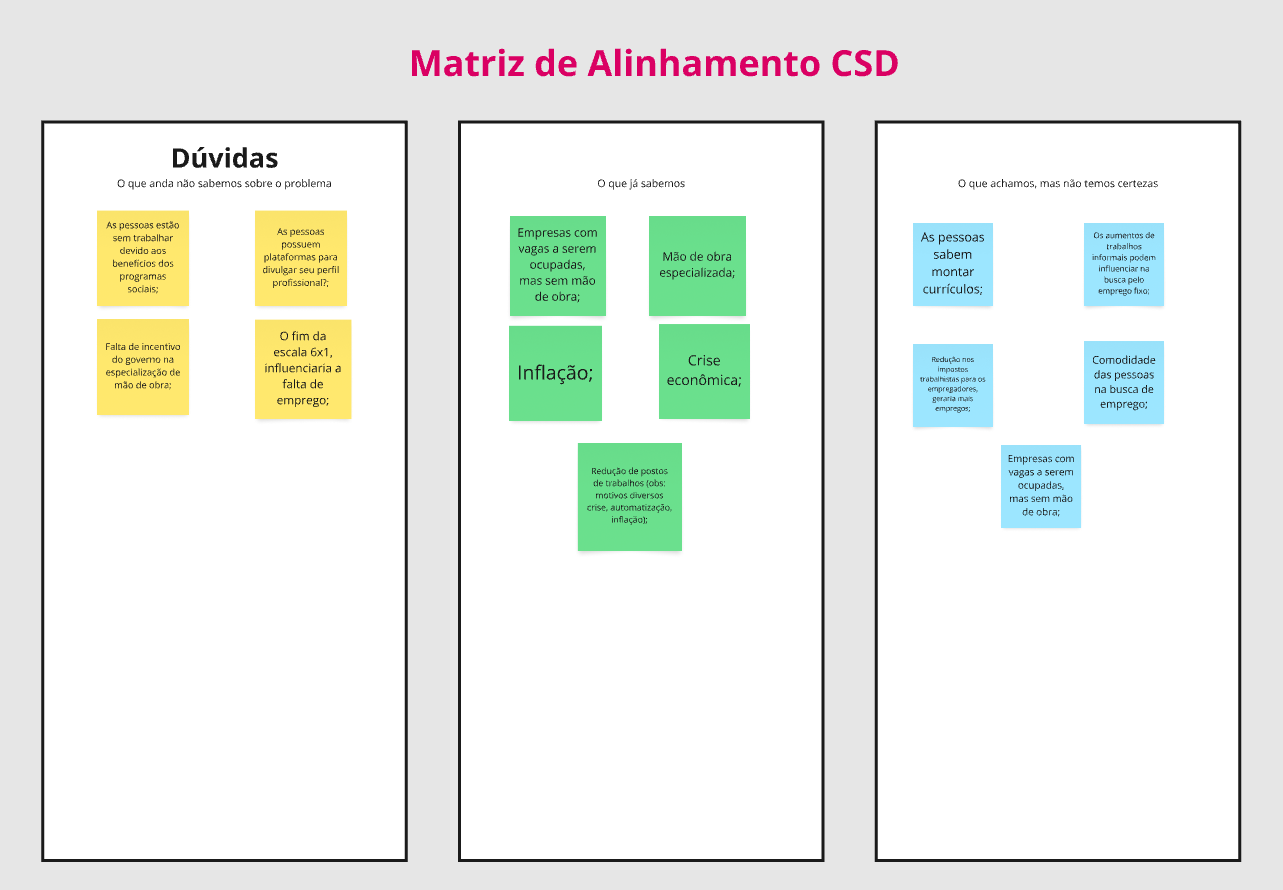 Matriz de Alinhamento CSD
Dúvidas
O que anda não sabemos sobre o problema
As pessoas estão
sem trabalhar
devido aos
benefícios dos
programas
sociais;
As pessoas
possuem
plataformas para
divulgar seu perfil
profissional?;
Falta de incentivo
do governo na
especialização de
mão de obra;
O fim da
escala 6x1,
influenciaria a
falta de
emprego;
O que já sabemos
Empresas com
vagas a serem
ocupadas,
mas sem mão
de obra;
Mão de obra
especializada;
Inflação;
Crise
econômica;
Redução de postos
de trabalhos (obs:
motivos diversos
crise, automatização,
inflação);
O que achamos, mas não temos certezas
As pessoas
sabem
montar
currículos;
Os aumentos de
trabalhos
informais podem
influenciar na
busca pelo
emprego fixo;
Redução nos
impostos
trabalhistas para os
empregadores,
geraria mais
empregos;
Comodidade
das pessoas
na busca de
emprego;
Empresas com
vagas a serem
ocupadas,
mas sem mão
de obra;